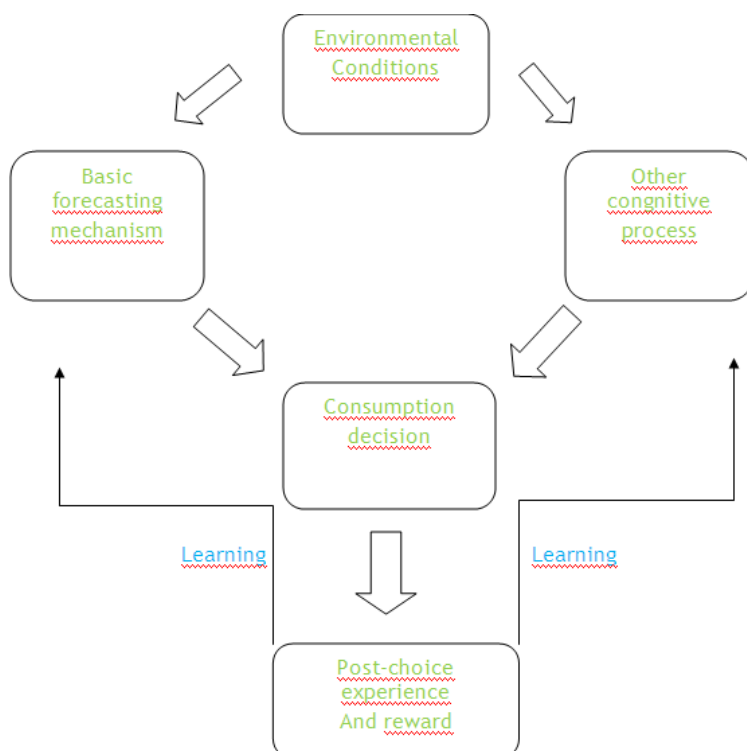 Environmental
Conditions
Basic
forecasting
mechanism
Other
congnitive
process
Consumption
decision
Learning
Learning
Post-choice
experience
And reward